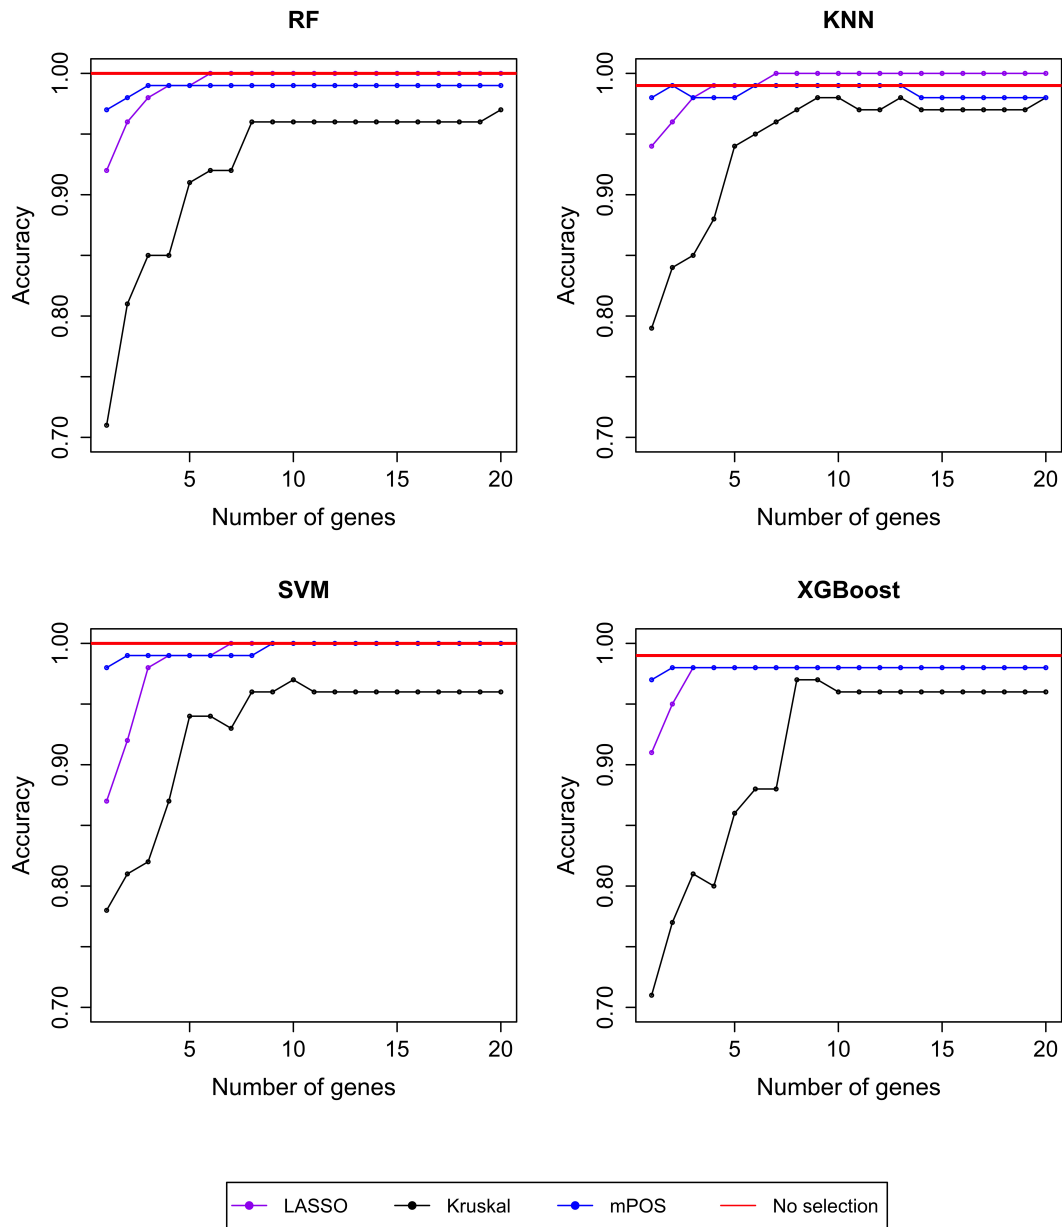 RF
KNN
1.00
0.90
0.80
0.70
Accuracy
5 10 15 20
Number of genes
1.00
0.90
0.80
0.70
Accuracy
5 10 15 20
Number of genes
SVM
XGBoost
1.00
0.90
0.80
0.70
Accuracy
5 10 15 20
Number of genes
1.00
0.90
0.80
0.70
Accuracy
5 10 15 20
Number of genes
LASSO Kruskal mPOS No selection